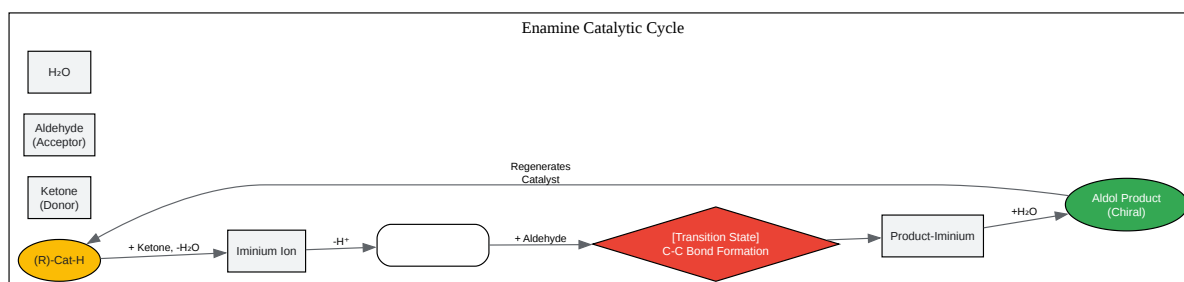 Enamine Catalytic Cycle
H₂O
Aldehyde
(Acceptor)
Ketone
(Donor)
(R)-Cat-H
+ Ketone, -H₂O
Iminium Ion
-H⁺
+ Aldehyde
[Transition State]
C-C Bond Formation
Product-Iminium
+H₂O
Aldol Product
(Chiral)
Regenerates
Catalyst